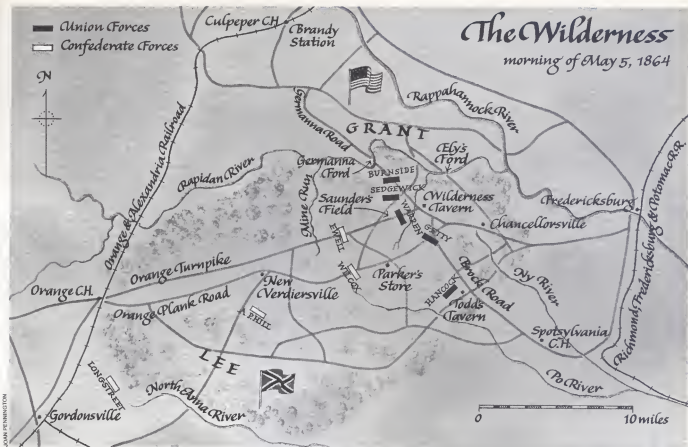 Union Forces
Confederate Forces
The Wilderness
morning of May 5, 1864
N
Culpeper C.H.
Brandy
Station
Rappahannock River
Germanna Road
GRANT
Ely's
Ford
Germanna
Ford
BURNSIDE
SEDGEWICK
Rapidan River
Orange & Alexandria Railroad
Mine Run
Saunders'
Field
Wilderness
Tavern
WARREN
GETTY
Fredericksburg
Chancellorsville
EWELL
WILCOX
Orange Turnpike
Parker's
Store
HANCOCK
Brock Road
Ny River
Orange C.H.
New
Verdiersville
Orange Plank Road
Todd's
Tavern
A.P. HILL
Spotsylvania
C.H.
Richmond, Fredericksburg & Potomac R.R.
LEE
Po River
LONGSTREET
North Anna River
Gordonsville
0
10 miles
JOAN PENNINGTON